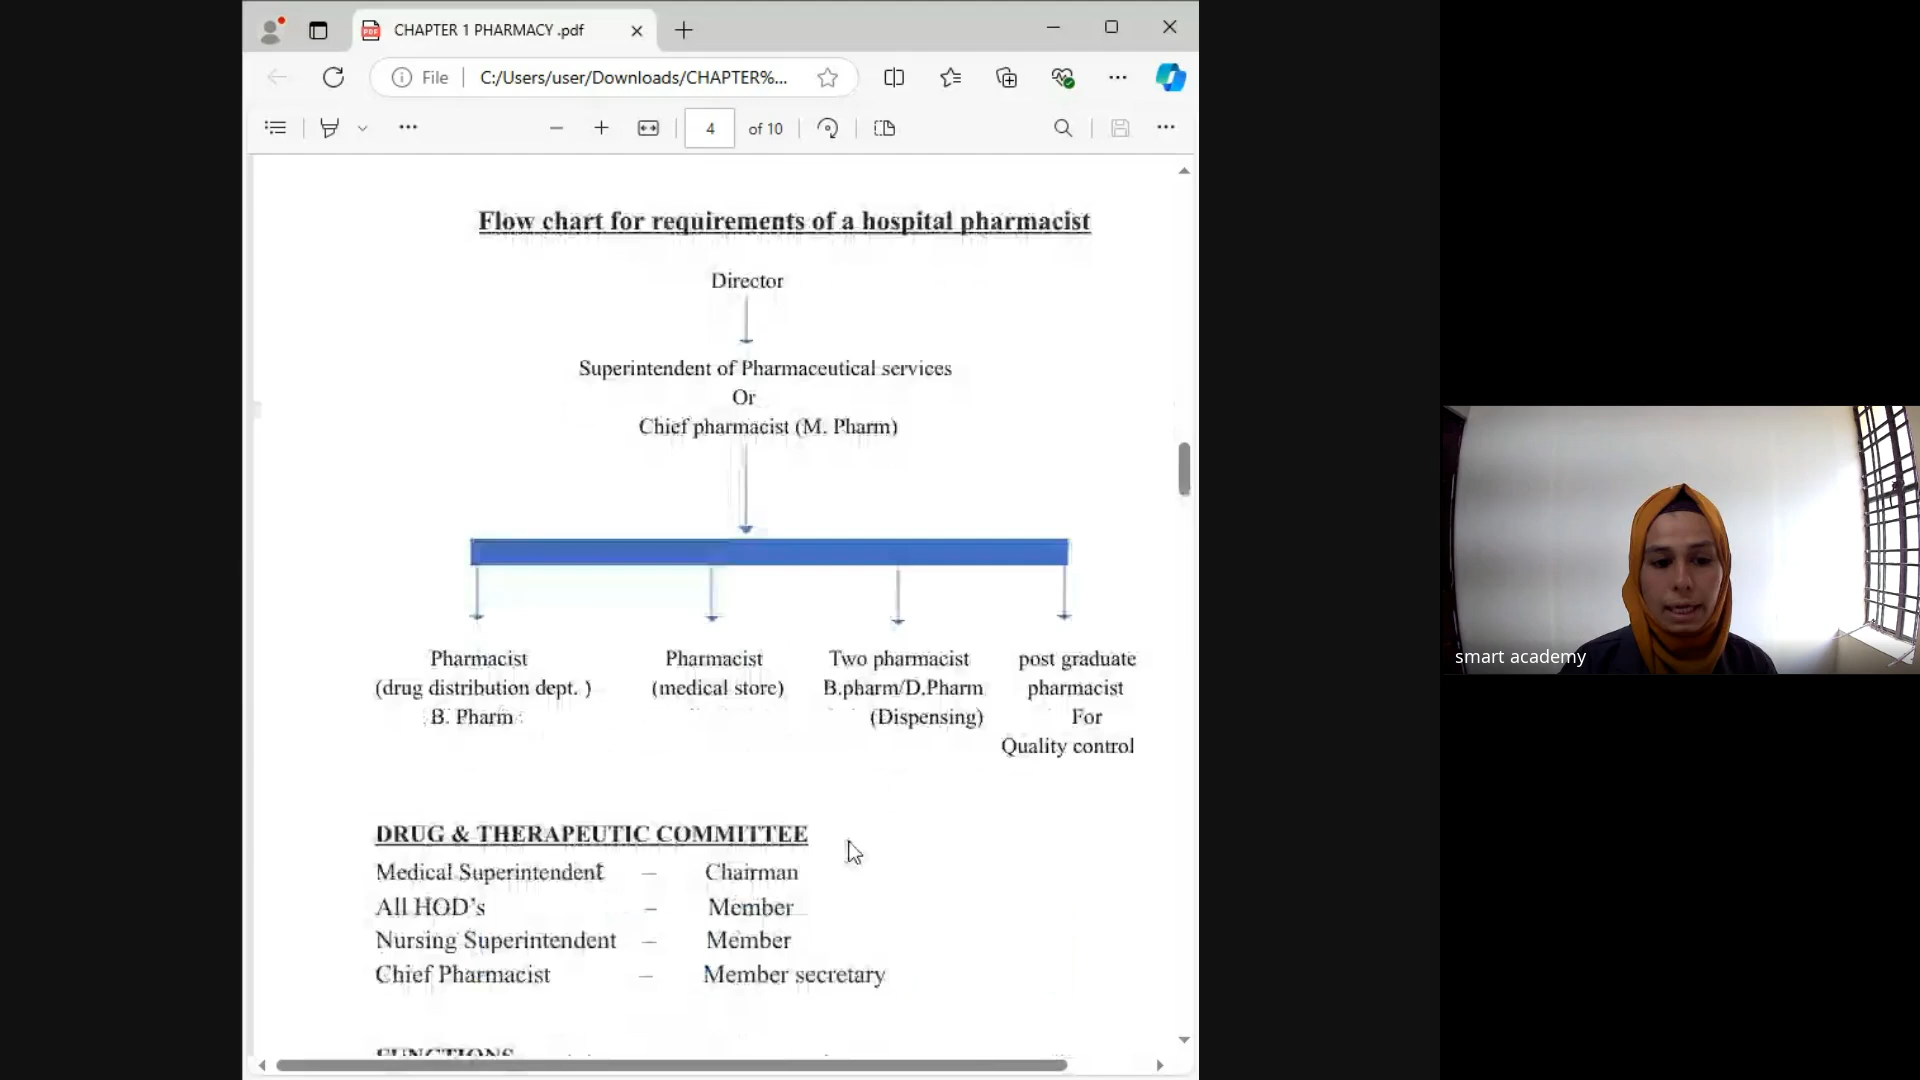 CHAPTER 1 PHARMACY .pdf
File
C:/Users/user/Downloads/CHAPTER%...
4 of 10
Flow chart for requirements of a hospital pharmacist
Director
Superintendent of Pharmaceutical services
Or
Chief pharmacist (M. Pharm)
Pharmacist
(drug distribution dept. )
B. Pharm
Pharmacist
(medical store)
Two pharmacist
B.pharm/D.Pharm
(Dispensing)
post graduate
pharmacist
For
Quality control
DRUG & THERAPEUTIC COMMITTEE
Medical Superintendent – Chairman
All HOD's – Member
Nursing Superintendent – Member
Chief Pharmacist – Member secretary
FUNCTIONS
smart academy